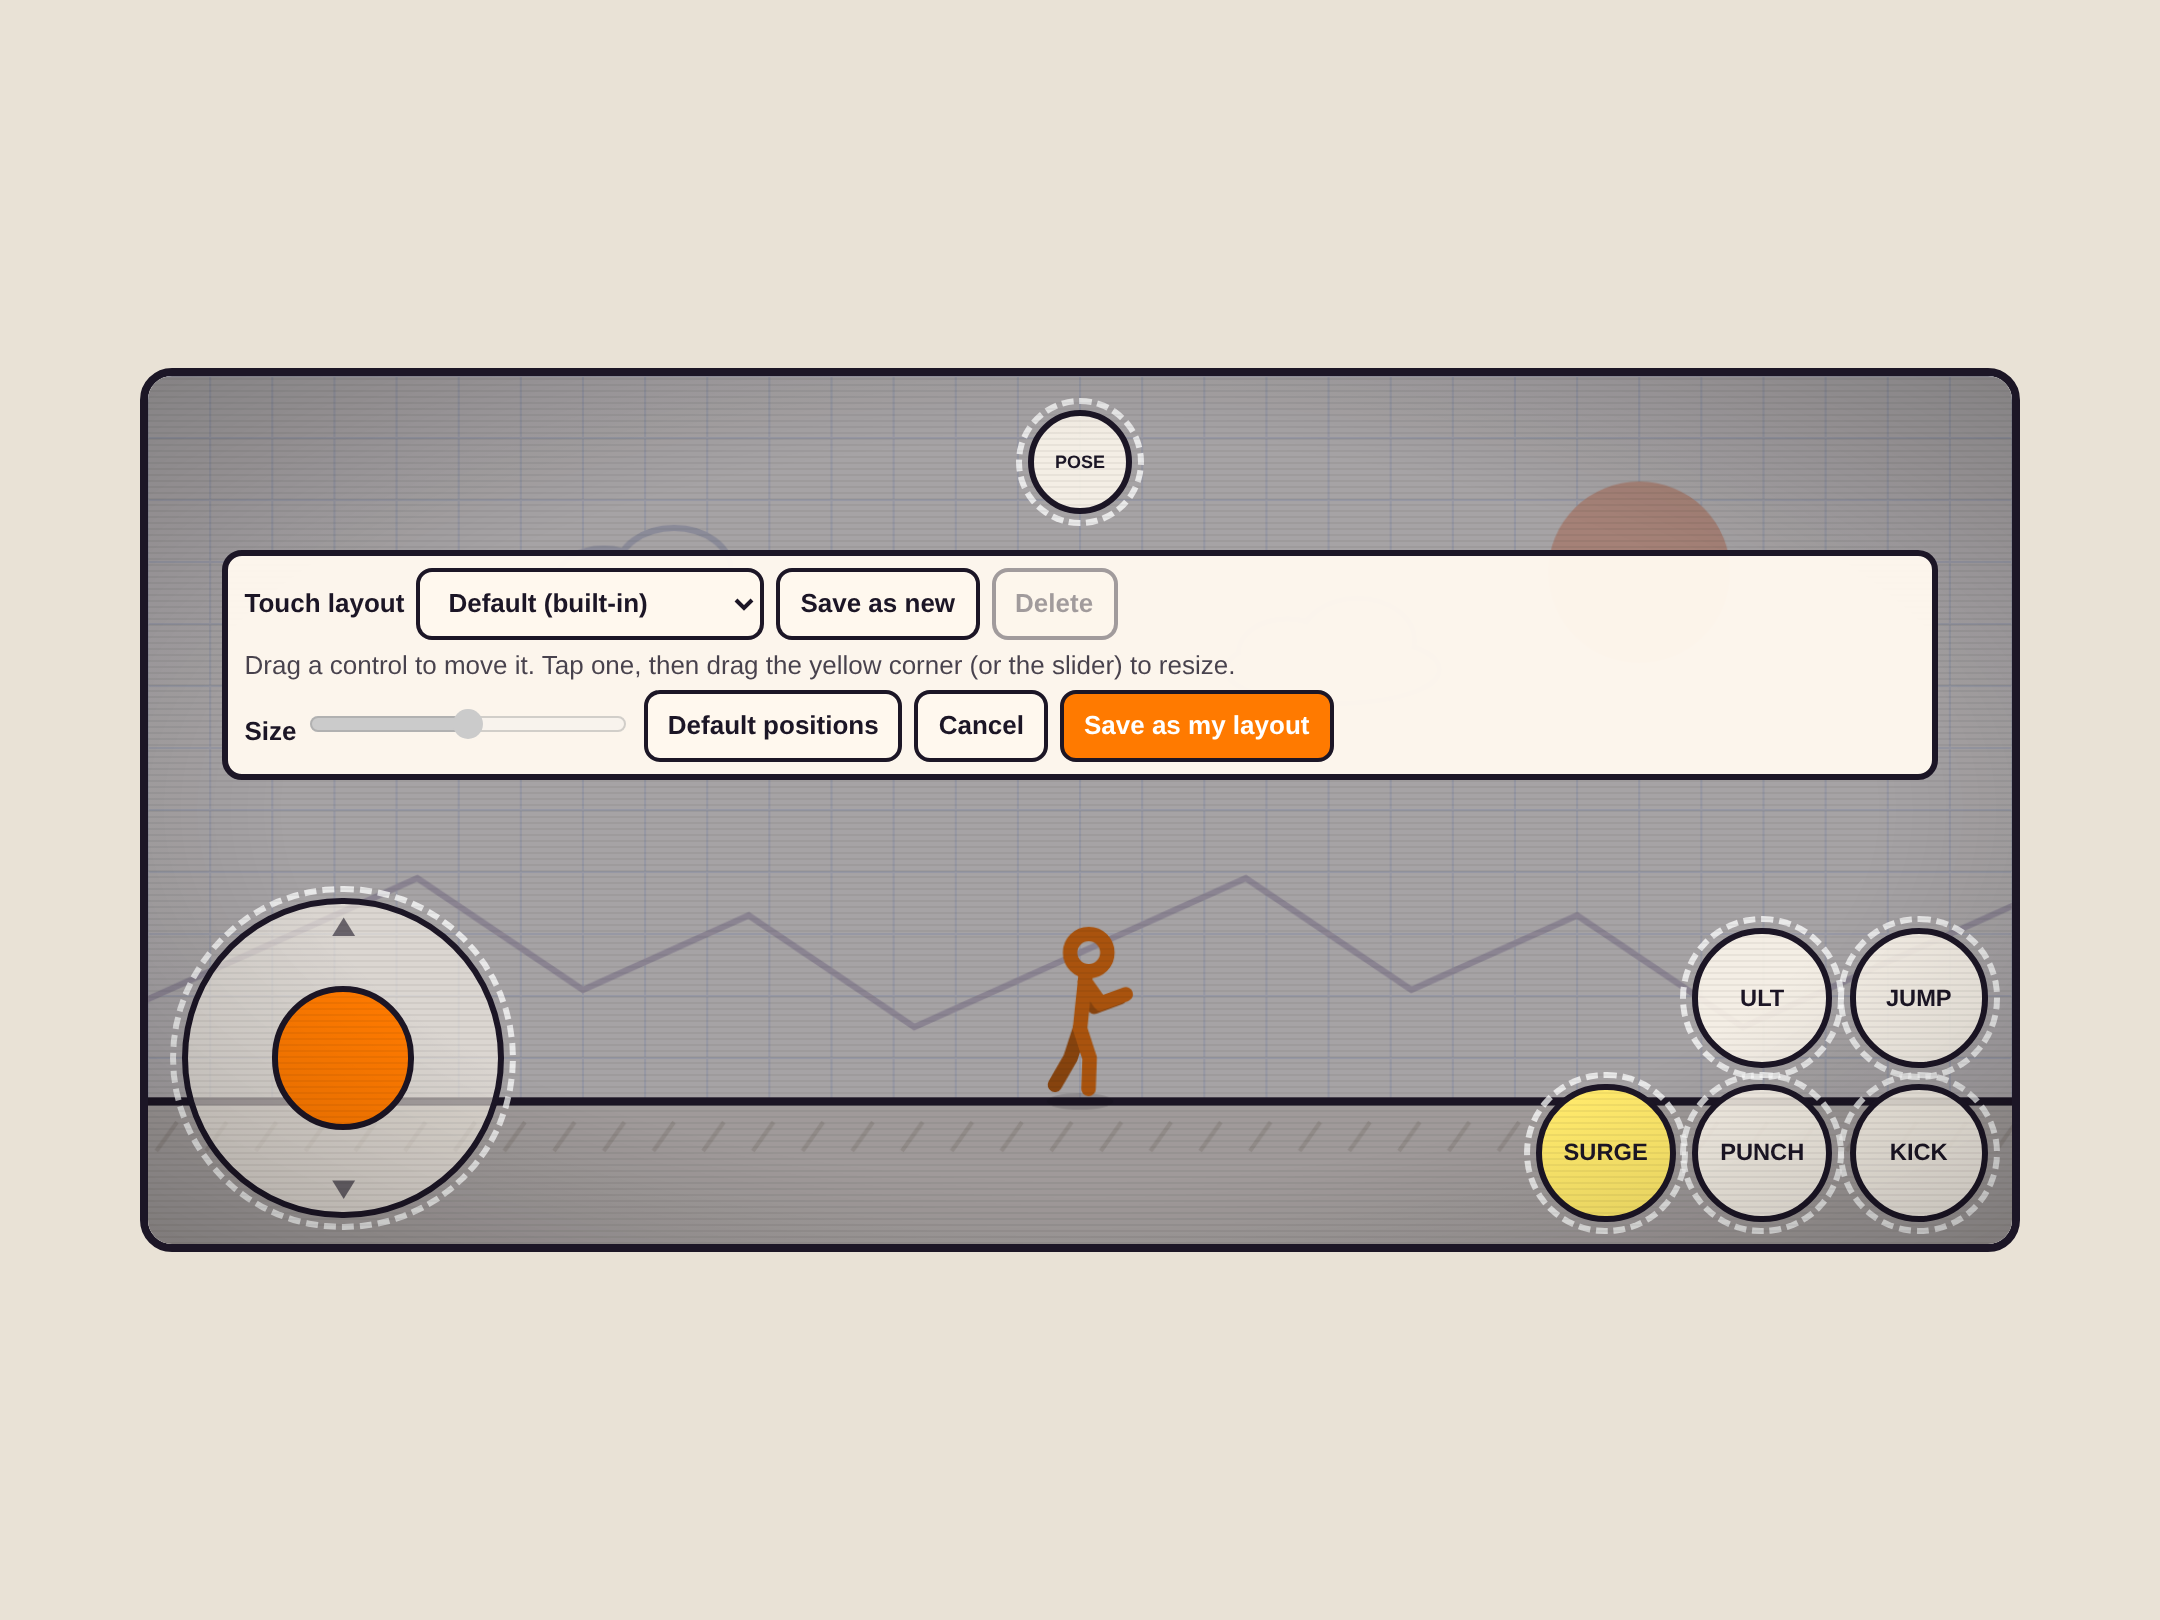 POSE
Touch layout Default (built-in) Save as new Delete
Drag a control to move it. Tap one, then drag the yellow corner (or the slider) to resize.
Size Default positions Cancel Save as my layout
ULT JUMP
SURGE PUNCH KICK